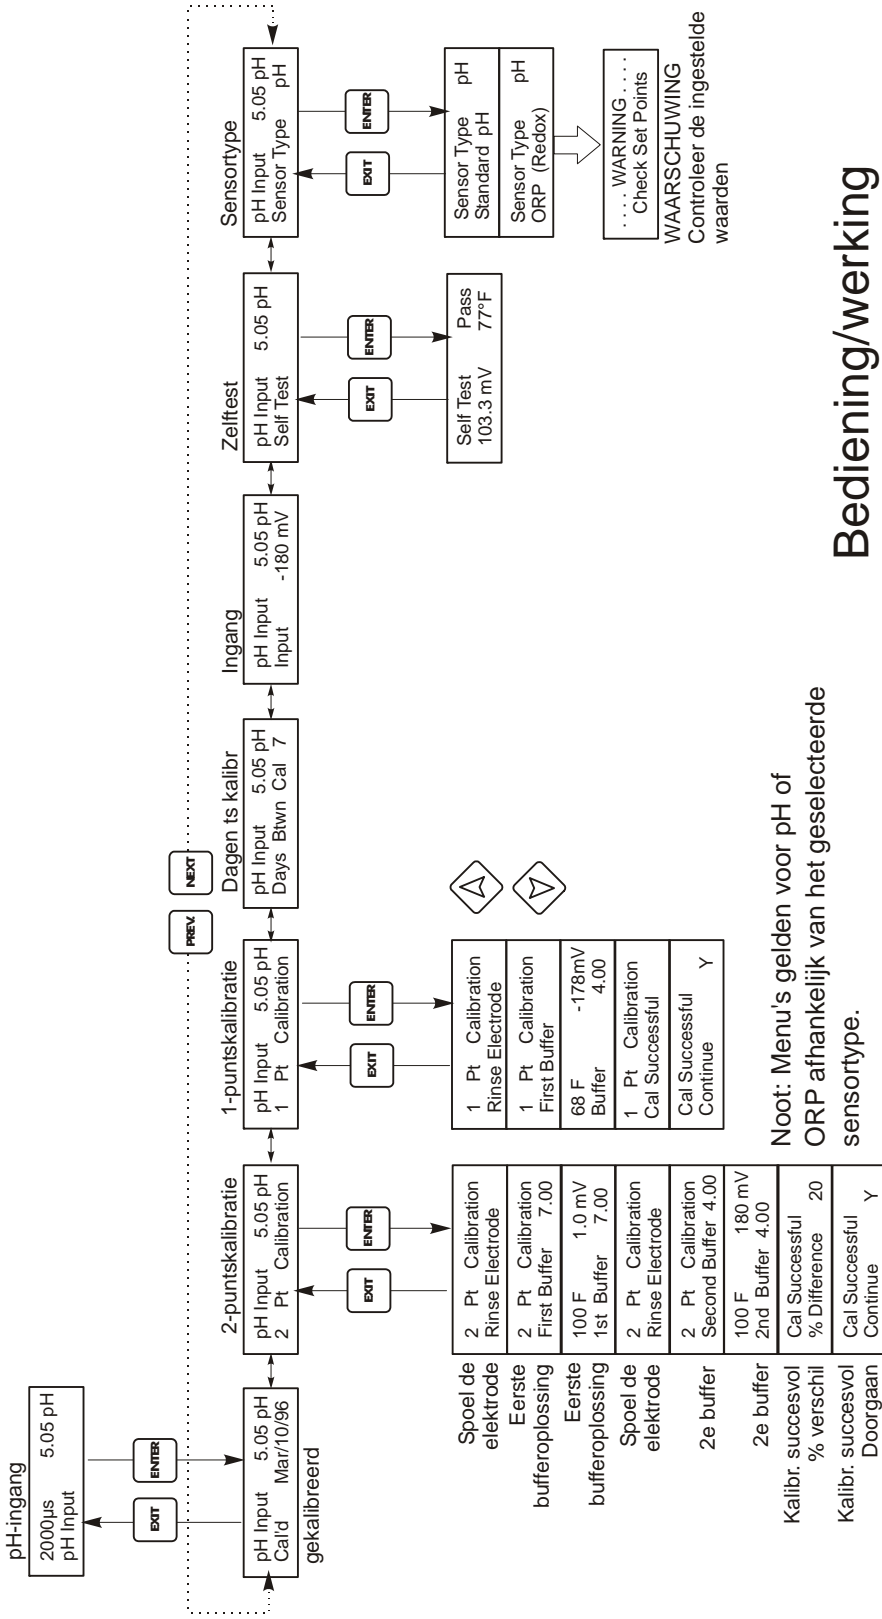 pH-ingang
2000µs 5.05 pH
pH Input
EXIT
ENTER
pH Input 5.05 pH
Cal'd Mar/10/96
gekalibreerd
PREV.
NEXT
2-puntskalibratie
pH Input 5.05 pH
2 Pt Calibration
EXIT
ENTER
Spoel de
elektrode
2 Pt Calibration
Rinse Electrode
Eerste
bufferoplossing
2 Pt Calibration
First Buffer 7.00
Eerste
bufferoplossing
100 F 1.0 mV
1st Buffer 7.00
Spoel de
elektrode
2 Pt Calibration
Rinse Electrode
2e buffer
2 Pt Calibration
Second Buffer 4.00
2e buffer
100 F 180 mV
2nd Buffer 4.00
Kalibr. succesvol
% verschil
Cal Successful
% Difference 20
Kalibr. succesvol
Doorgaan
Cal Successful
Continue Y
1-puntskalibratie
pH Input 5.05 pH
1 Pt Calibration
EXIT
ENTER
1 Pt Calibration
Rinse Electrode
1 Pt Calibration
First Buffer
68 F -178mV
Buffer 4.00
1 Pt Calibration
Cal Successful
Cal Successful
Continue Y
Dagen ts kalibr
pH Input 5.05 pH
Days Btwn Cal 7
Ingang
pH Input 5.05 pH
Input -180 mV
Zelftest
pH Input 5.05 pH
Self Test
EXIT
ENTER
Self Test Pass
103.3 mV 77°F
Sensortype
pH Input 5.05 pH
Sensor Type pH
EXIT
ENTER
Sensor Type pH
Standard pH
Sensor Type pH
ORP (Redox)
. . . . WARNING . . . .
Check Set Points
WAARSCHUWING
Controleer de ingestelde
waarden
Noot: Menu's gelden voor pH of
ORP afhankelijk van het geselecteerde
sensortype.
Bediening/werking